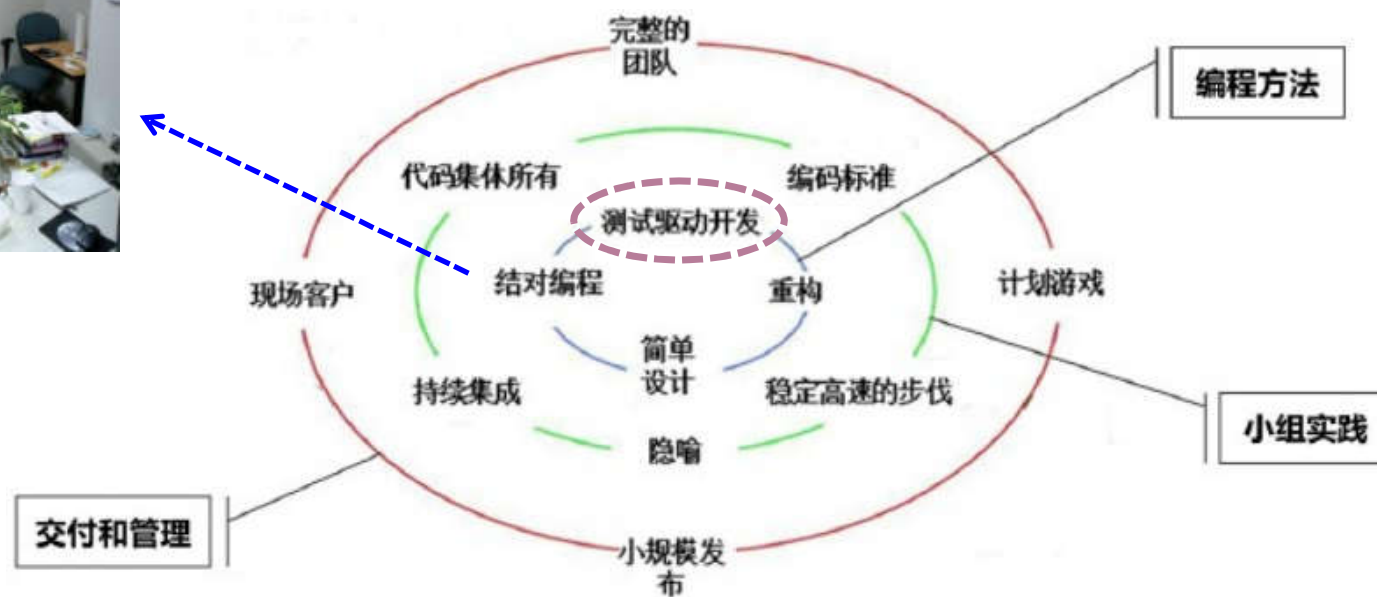 完整的
团队
编程方法
代码集体所有
编码标准
测试驱动开发
现场客户
结对编程
重构
计划游戏
简单
设计
持续集成
稳定高速的步伐
隐喻
小组实践
交付和管理
小规模发
布